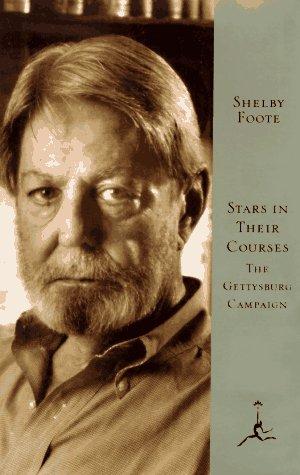 SHELBY
FOOTE
STARS IN
THEIR
COURSES
THE
GETTYSBURG
CAMPAIGN